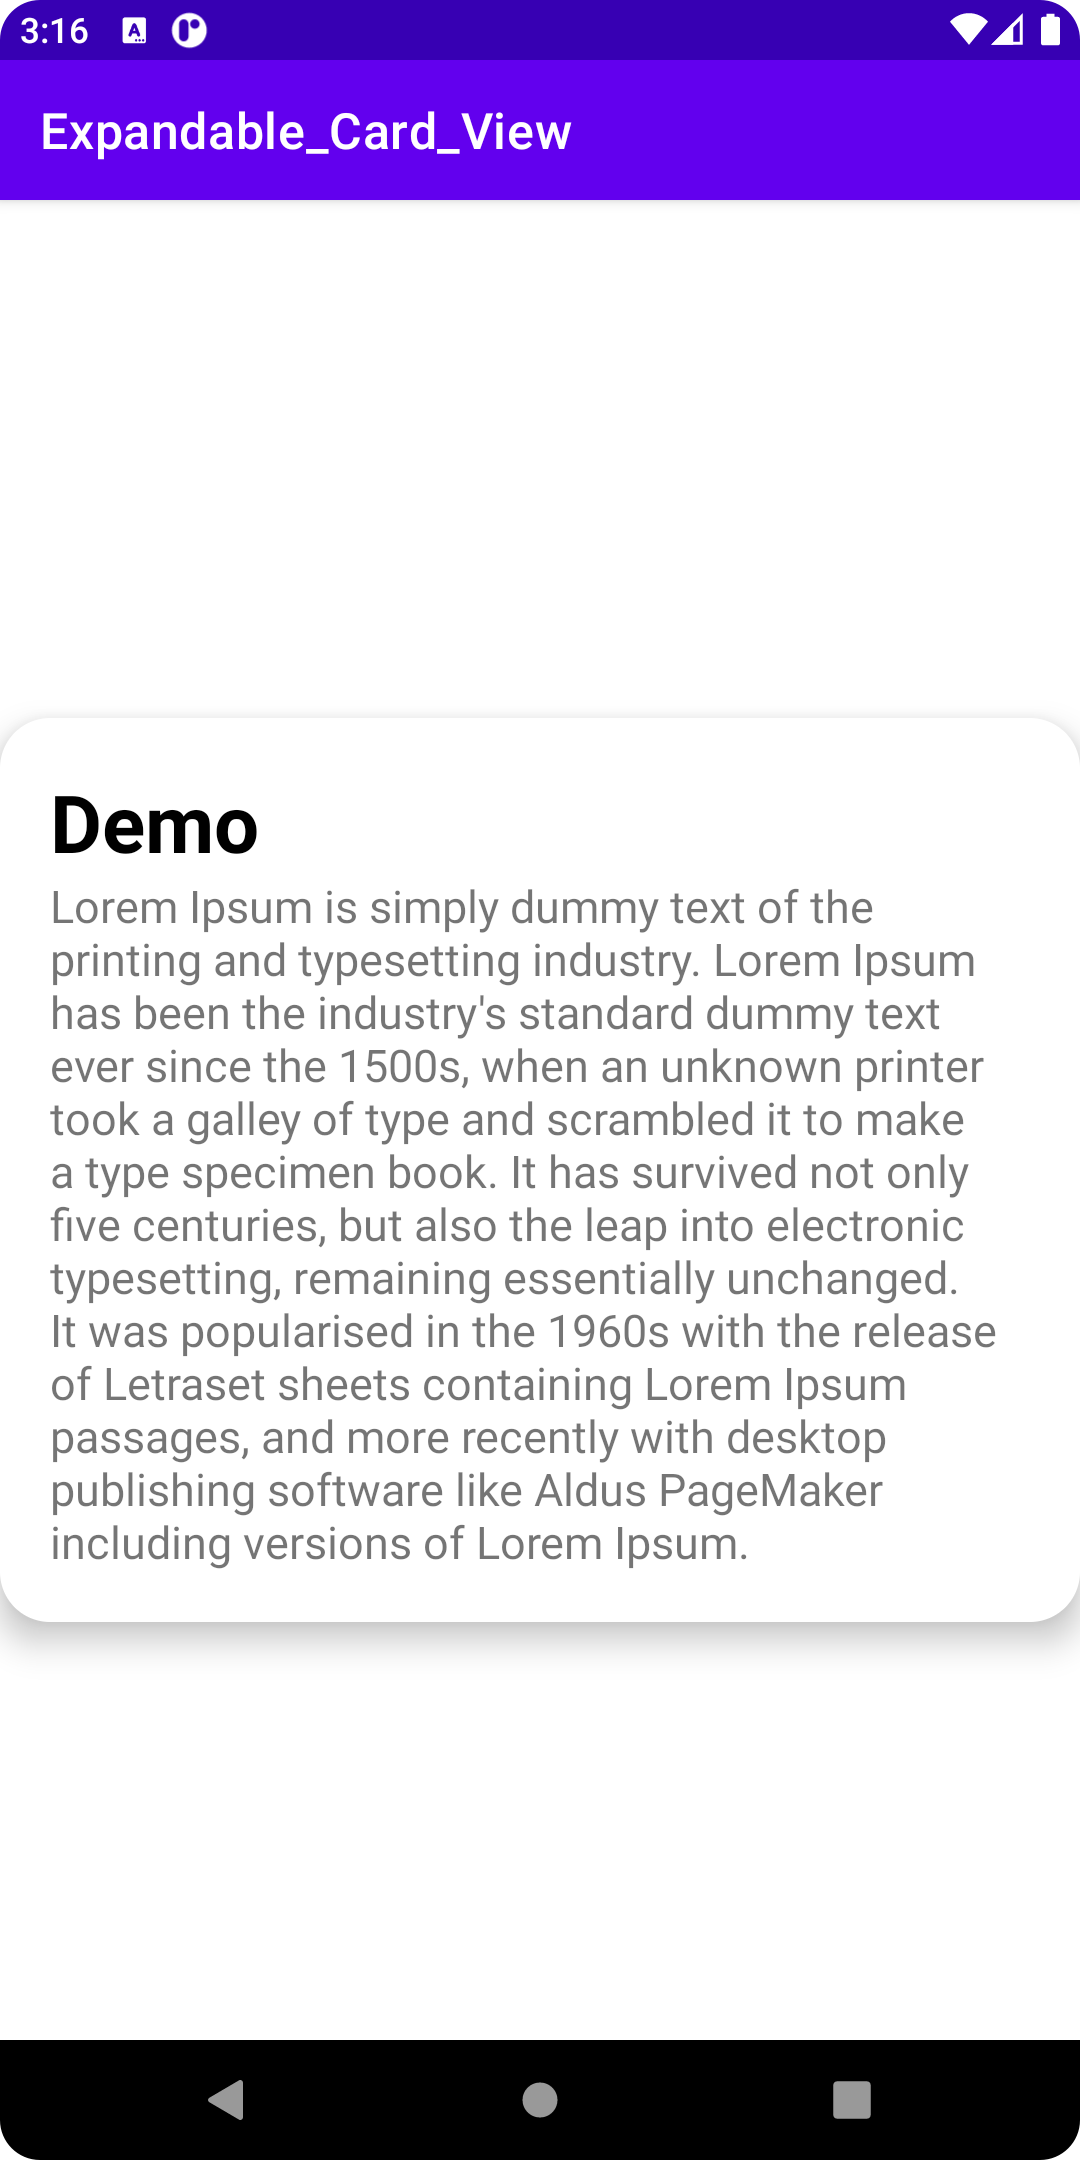 3:16
Expandable_Card_View
Demo
Lorem Ipsum is simply dummy text of the
printing and typesetting industry. Lorem Ipsum
has been the industry's standard dummy text
ever since the 1500s, when an unknown printer
took a galley of type and scrambled it to make
a type specimen book. It has survived not only
five centuries, but also the leap into electronic
typesetting, remaining essentially unchanged.
It was popularised in the 1960s with the release
of Letraset sheets containing Lorem Ipsum
passages, and more recently with desktop
publishing software like Aldus PageMaker
including versions of Lorem Ipsum.